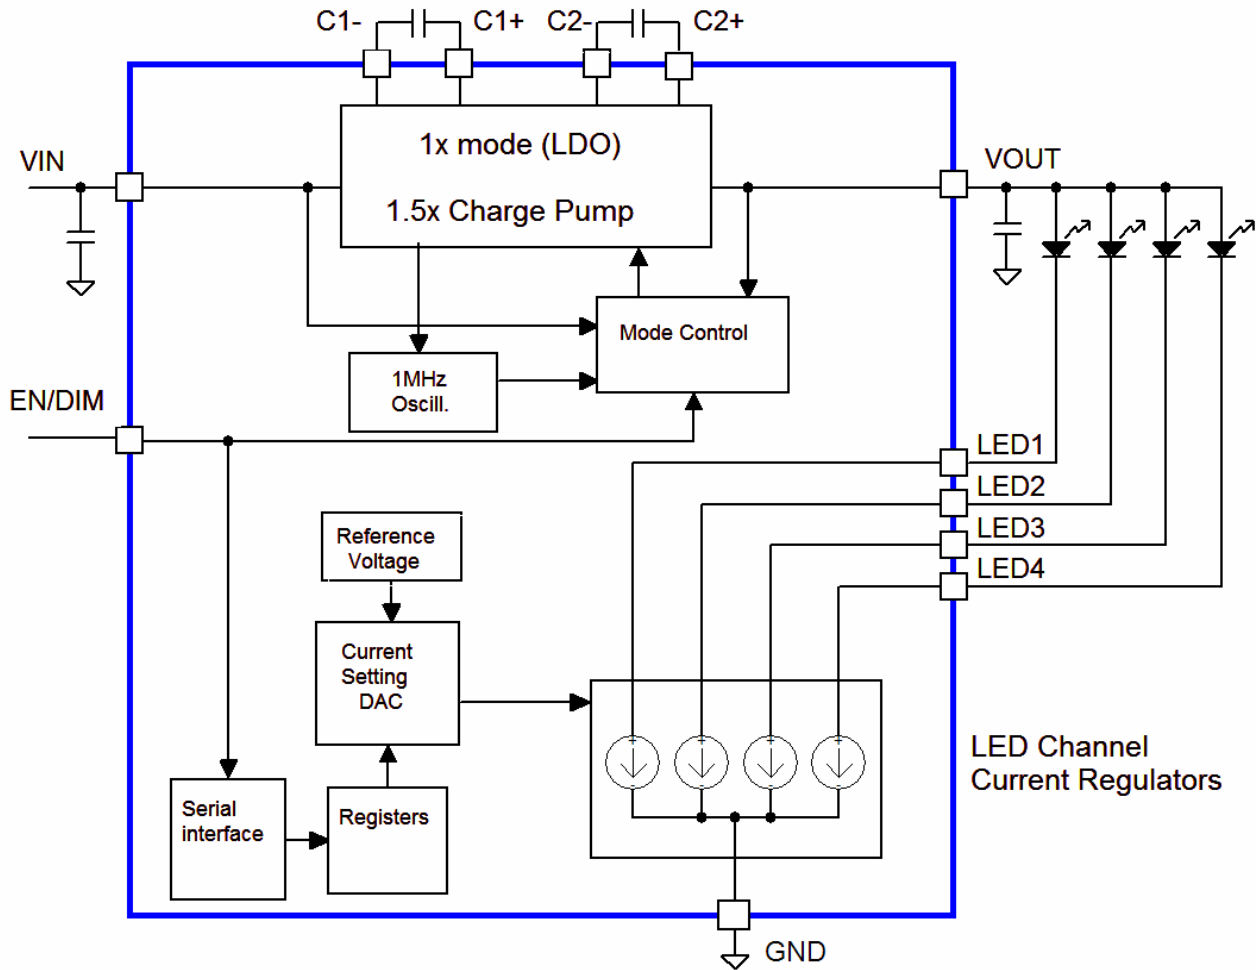 C1-
C1+
C2-
C2+
1x mode (LDO)
1.5x Charge Pump
VIN
VOUT
Mode Control
1MHz
Oscill.
EN/DIM
LED1
LED2
LED3
LED4
Reference
Voltage
Current
Setting
DAC
LED Channel
Current Regulators
Serial
interface
Registers
GND